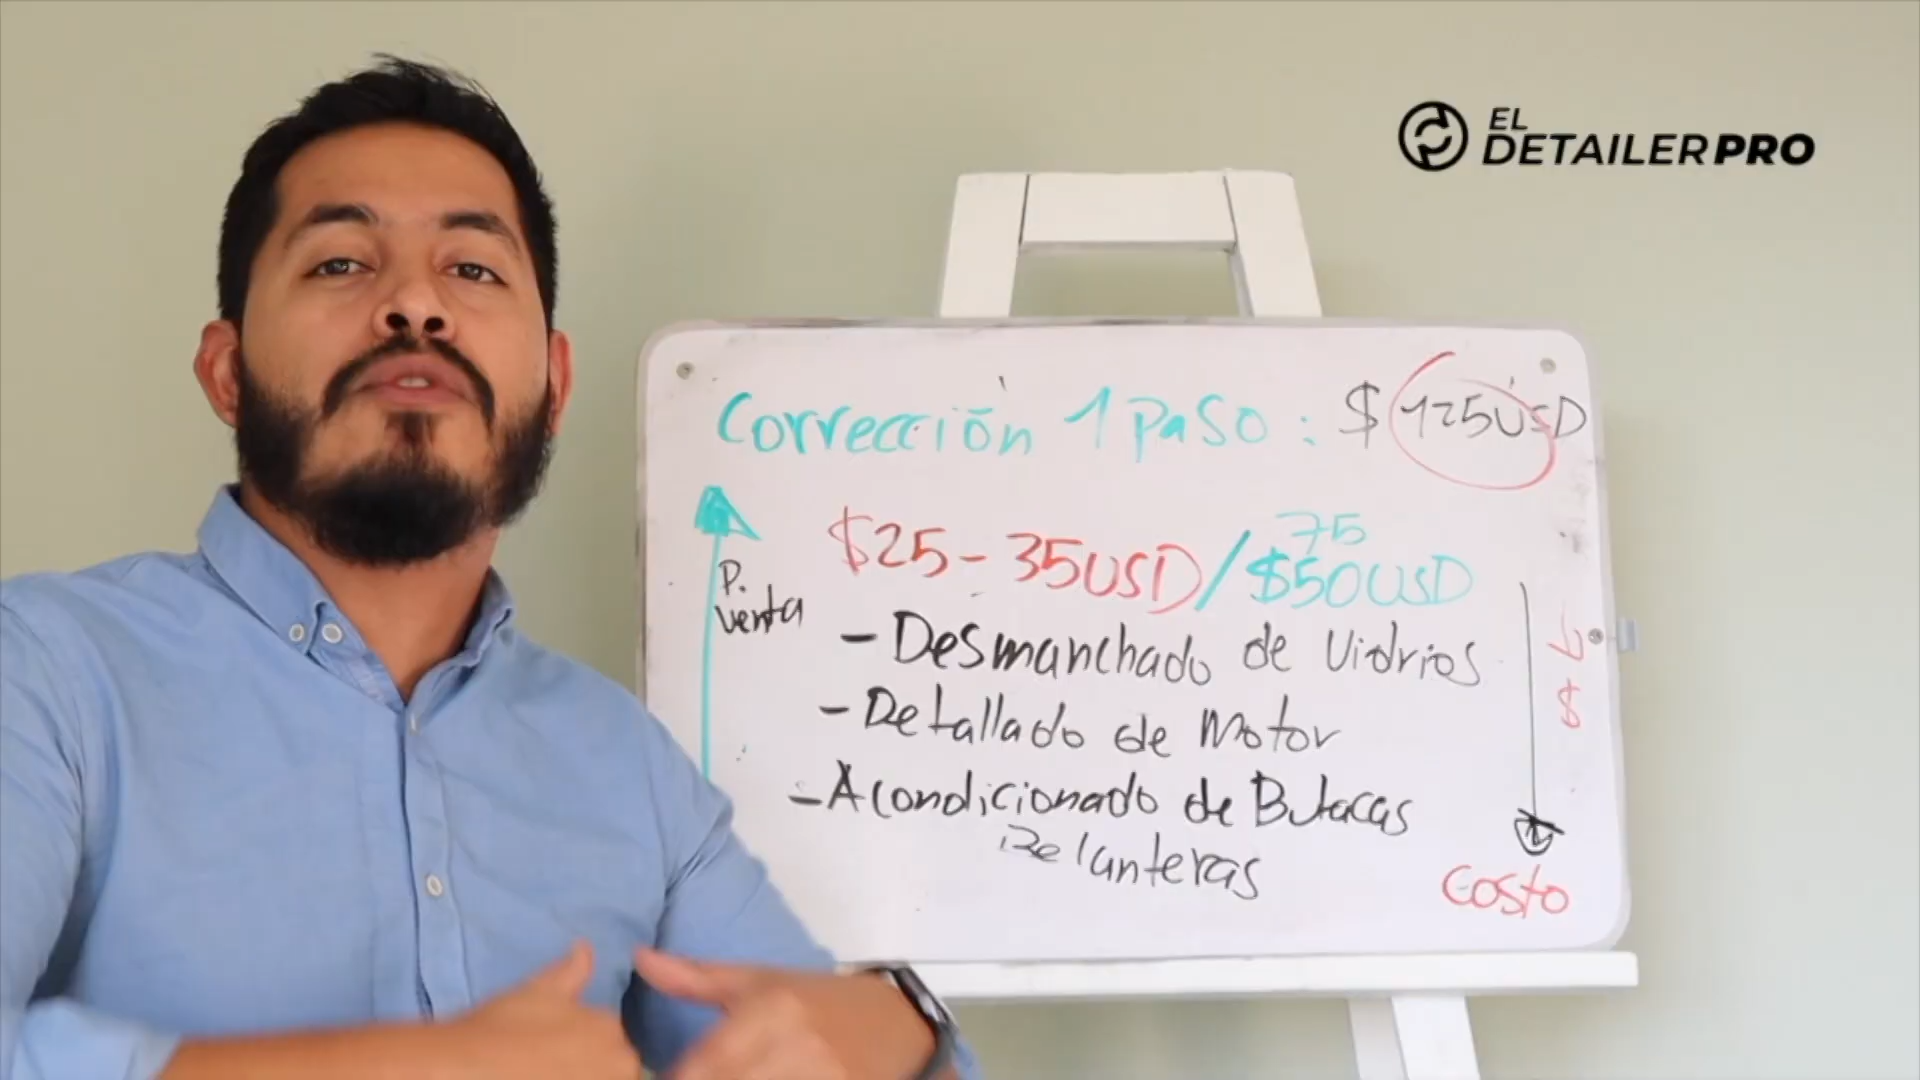 EL
DETAILERPRO
Corrección 1 Paso : $ 125USD
75
$25-35USD/$50USD
P.
Venta
- Desmanchado de Vidrios
- Detallado de Motor
- Acondicionado de Butacas
Delanteras
$
Costo